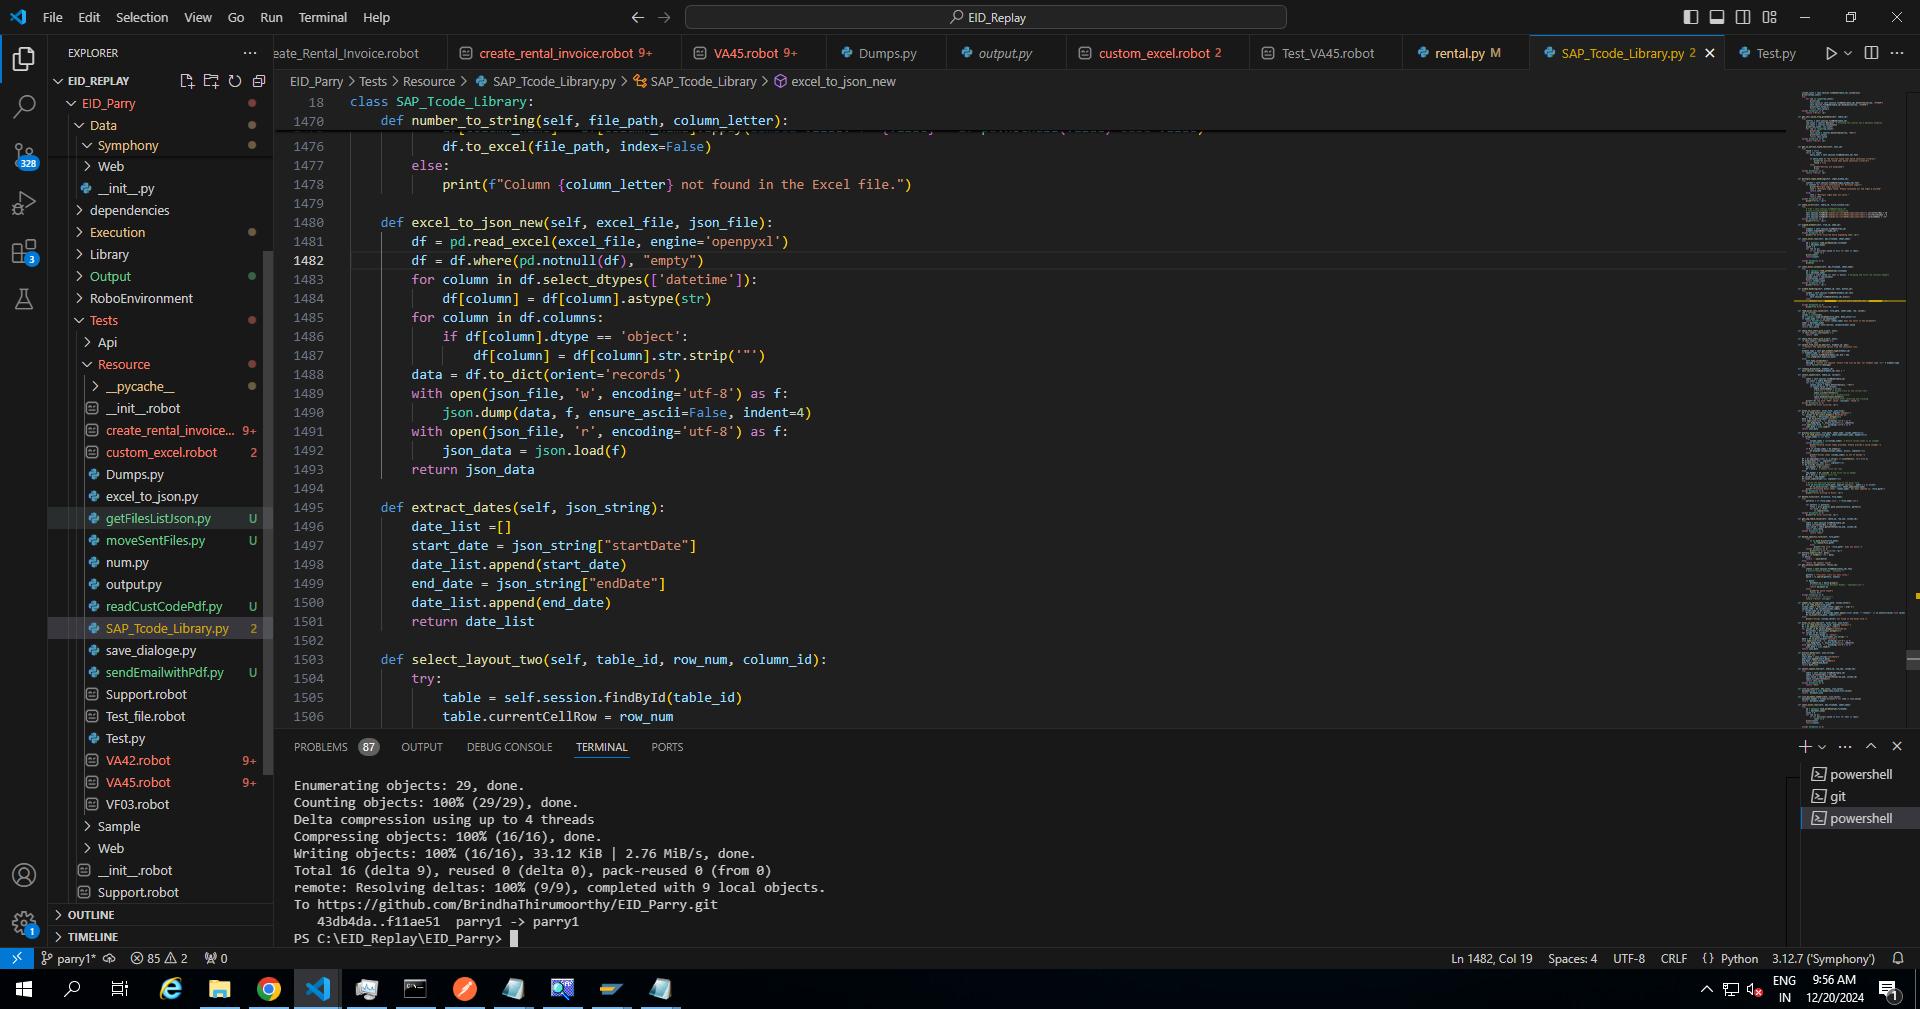 File Edit Selection View Go Run Terminal Help
EID_Replay
EXPLORER
eate_Rental_Invoice.robot
create_rental_invoice.robot 9+
VA45.robot 9+
Dumps.py
output.py
custom_excel.robot 2
Test_VA45.robot
rental.py M
SAP_Tcode_Library.py 2
Test.py
EID_REPLAY
EID_Parry
Data
Symphony
Web
__init__.py
dependencies
Execution
Library
Output
RoboEnvironment
Tests
Api
Resource
__pycache__
__init__.robot
create_rental_invoice... 9+
custom_excel.robot 2
Dumps.py
excel_to_json.py
getFilesListJson.py U
moveSentFiles.py U
num.py
output.py
readCustCodePdf.py U
SAP_Tcode_Library.py 2
save_dialoge.py
sendEmailwithPdf.py U
Support.robot
Test_file.robot
Test.py
VA42.robot 9+
VA45.robot 9+
VF03.robot
Sample
Web
__init__.robot
Support.robot
OUTLINE
TIMELINE
328
3
1
EID_Parry > Tests > Resource > SAP_Tcode_Library.py > SAP_Tcode_Library > excel_to_json_new
18 class SAP_Tcode_Library:
1470 def number_to_string(self, file_path, column_letter):
1476 df.to_excel(file_path, index=False)
1477 else:
1478 print(f"Column {column_letter} not found in the Excel file.")
1479
1480 def excel_to_json_new(self, excel_file, json_file):
1481 df = pd.read_excel(excel_file, engine='openpyxl')
1482 df = df.where(pd.notnull(df), "empty")
1483 for column in df.select_dtypes(['datetime']):
1484 df[column] = df[column].astype(str)
1485 for column in df.columns:
1486 if df[column].dtype == 'object':
1487 df[column] = df[column].str.strip('"')
1488 data = df.to_dict(orient='records')
1489 with open(json_file, 'w', encoding='utf-8') as f:
1490 json.dump(data, f, ensure_ascii=False, indent=4)
1491 with open(json_file, 'r', encoding='utf-8') as f:
1492 json_data = json.load(f)
1493 return json_data
1494
1495 def extract_dates(self, json_string):
1496 date_list =[]
1497 start_date = json_string["startDate"]
1498 date_list.append(start_date)
1499 end_date = json_string["endDate"]
1500 date_list.append(end_date)
1501 return date_list
1502
1503 def select_layout_two(self, table_id, row_num, column_id):
1504 try:
1505 table = self.session.findById(table_id)
1506 table.currentCellRow = row_num
PROBLEMS 87 OUTPUT DEBUG CONSOLE TERMINAL PORTS
Enumerating objects: 29, done.
Counting objects: 100% (29/29), done.
Delta compression using up to 4 threads
Compressing objects: 100% (16/16), done.
Writing objects: 100% (16/16), 33.12 KiB | 2.76 MiB/s, done.
Total 16 (delta 9), reused 0 (delta 0), pack-reused 0 (from 0)
remote: Resolving deltas: 100% (9/9), completed with 9 local objects.
To https://github.com/BrindhaThirumoorthy/EID_Parry.git
43db4da..f11ae51 parry1 -> parry1
PS C:\EID_Replay\EID_Parry>
powershell
git
powershell
parry1* 85 2 0
Ln 1482, Col 19 Spaces: 4 UTF-8 CRLF {} Python 3.12.7 ('Symphony')
ENG
IN
9:56 AM
12/20/2024
1